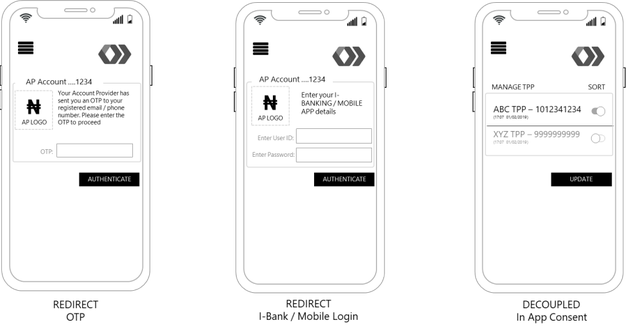 AP Account ....1234
₦
AP LOGO
Your Account Provider has
sent you an OTP to your
registered email / phone
number. Please enter the
OTP to proceed
OTP:
AUTHENTICATE
REDIRECT
OTP
AP Account ....1234
₦
AP LOGO
Enter your I-
BANKING / MOBILE
APP details
Enter User ID:
Enter Password:
AUTHENTICATE
REDIRECT
I-Bank / Mobile Login
MANAGE TPP SORT
ABC TPP – 1012341234
XYZ TPP – 9999999999
UPDATE
DECOUPLED
In App Consent